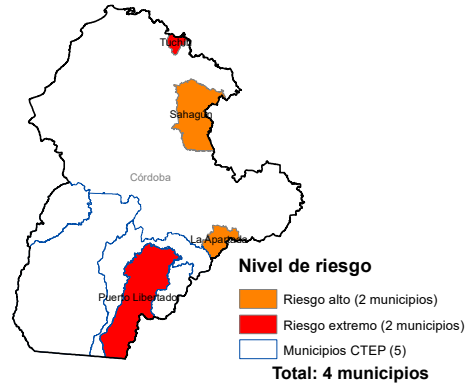 Tuchín
Sahagún
Córdoba
La Apartada
Puerto Libertador
Nivel de riesgo
Riesgo alto (2 municipios)
Riesgo extremo (2 municipios)
Municipios CTEP (5)
Total: 4 municipios